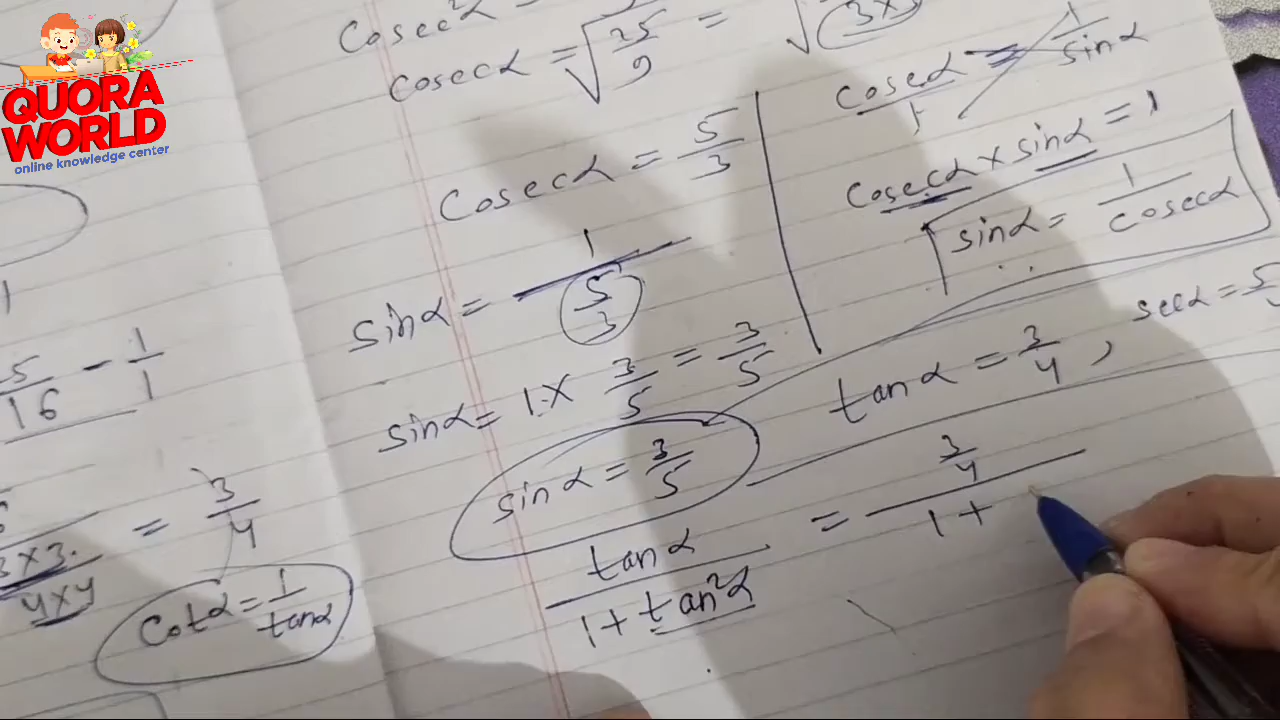 QUORA
WORLD
online knowledge center
cosec²α =
cosecα = √25/9 =
cosecα = 5/3
sinα = 1/(5/3)
sinα = 1 × 3/5 = 3/5
sinα = 3/5
tanα/(1 + tan²α) = (3/4)/(1 +
cosecα/1 = 1/sinα
cosecα × sinα = 1
sinα = 1/cosecα
tanα = 3/4 , secα = 5
1
5/16 - 1/1
3×3/4×4 = 3/4
cotα = 1/tanα